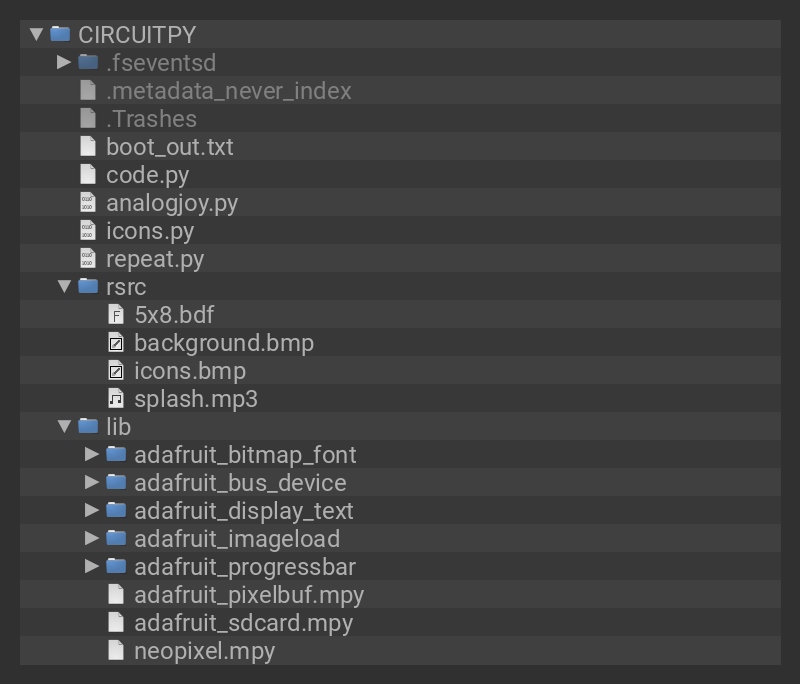 CIRCUITPY
.fseventsd
.metadata_never_index
.Trashes
boot_out.txt
code.py
analogjoy.py
icons.py
repeat.py
rsrc
5x8.bdf
background.bmp
icons.bmp
splash.mp3
lib
adafruit_bitmap_font
adafruit_bus_device
adafruit_display_text
adafruit_imageload
adafruit_progressbar
adafruit_pixelbuf.mpy
adafruit_sdcard.mpy
neopixel.mpy